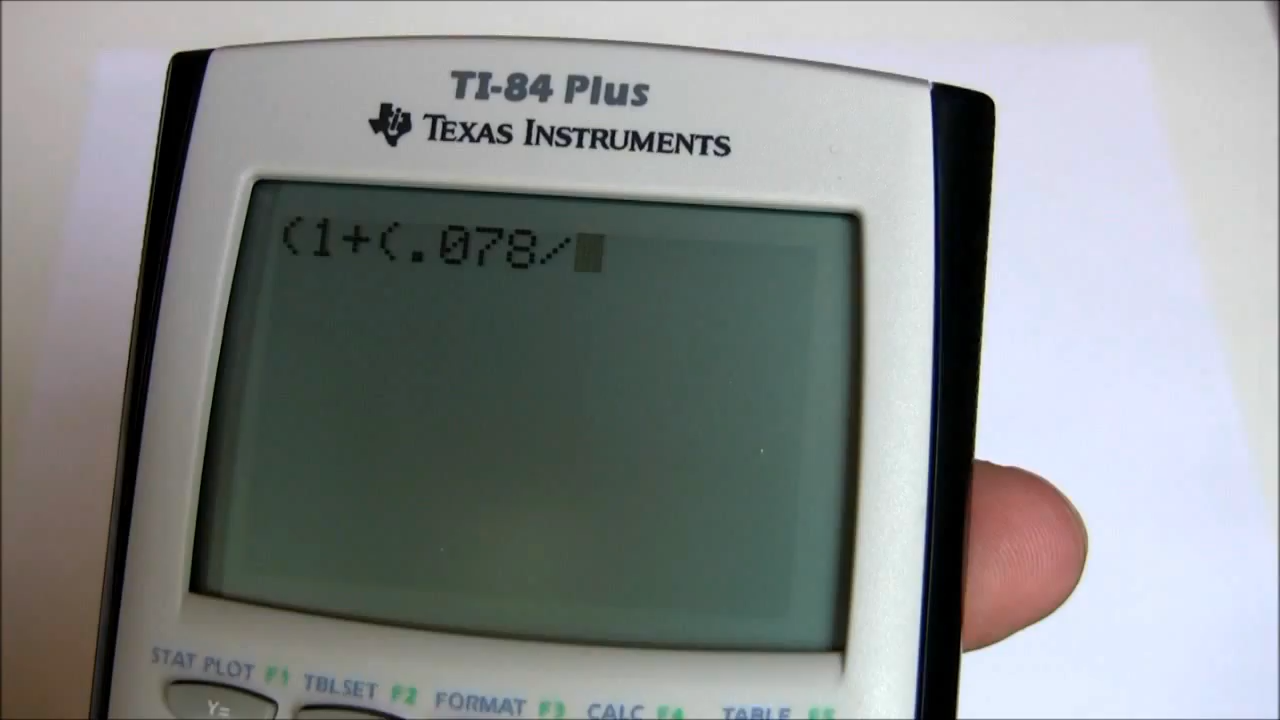 TI-84 Plus
TEXAS INSTRUMENTS
(1+(.078/
STAT PLOT F1 TBLSET F2 FORMAT F3 CALC F4 TABLE F5
Y=